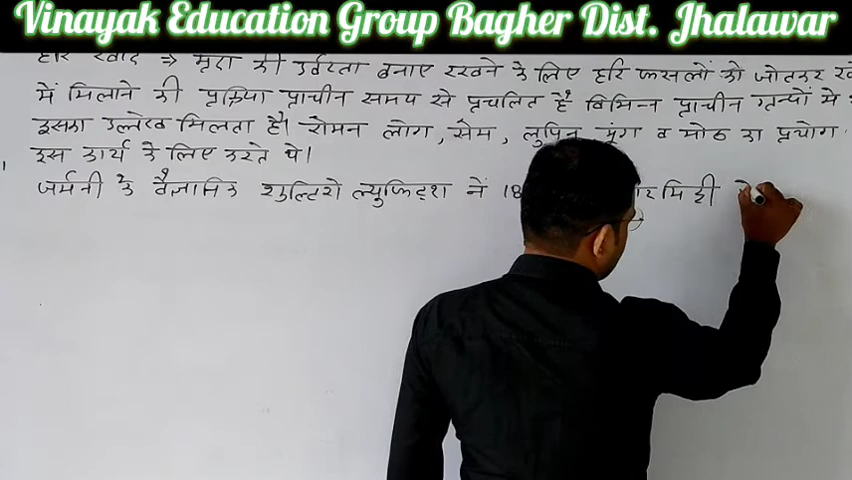 Vinayak Education Group Bagher Dist. Jhalawar
हरि खाद ⇒ मृदा की उर्वरता बनाए रखने के लिए हरि फसलों को जोतकर
में मिलाने की प्रक्रिया प्राचीन समय से प्रचलित है विभिन्न प्राचीन ग्रन्थों में
इसका उल्लेख मिलता है। रोमन लोग, सेम, लुपिन मूंग व मोठ का प्रयोग
इस कार्य के लिए करते थे।
जर्मनी के वैज्ञानिक शुल्टिरो ल्युफिट्श नें 18 मिट्टी